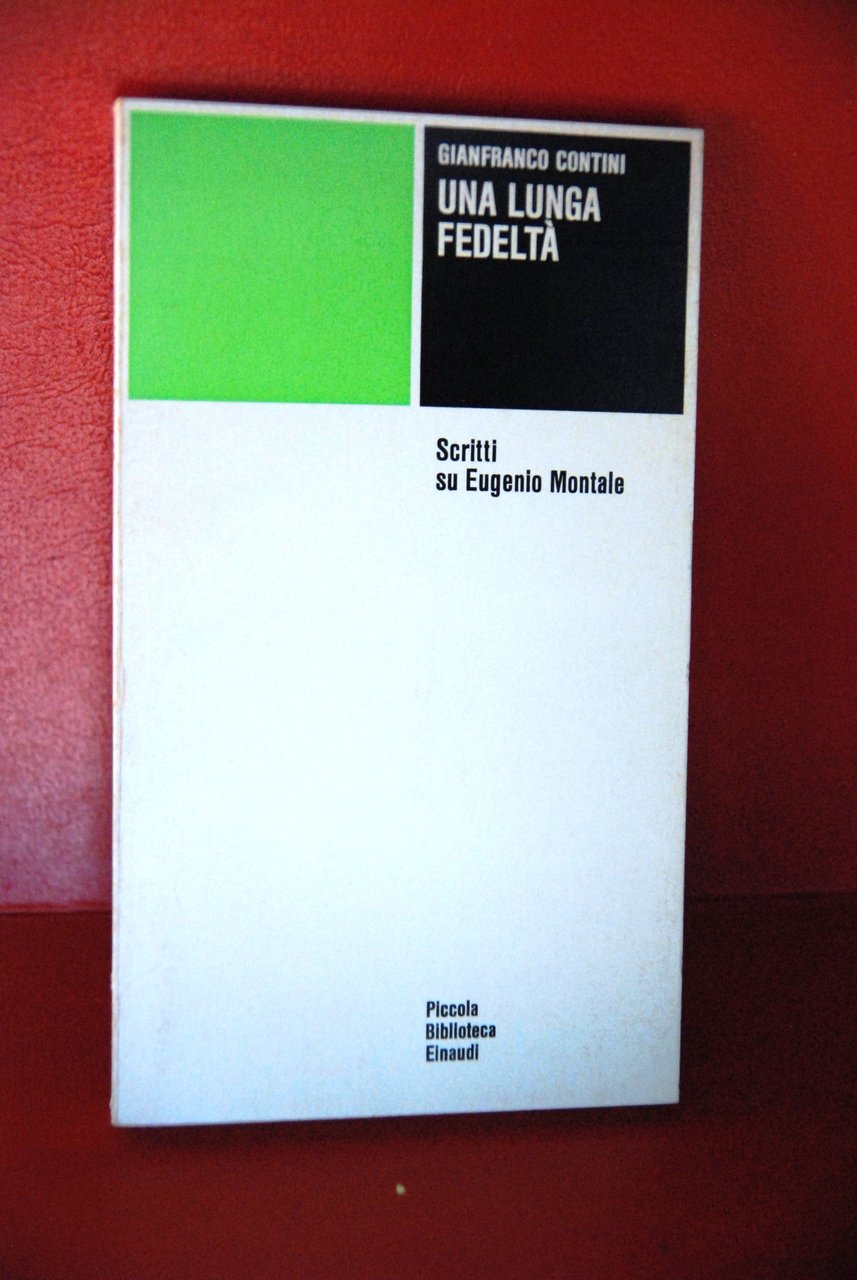 GIANFRANCO CONTINI
UNA LUNGA
FEDELTÀ
Scritti
su Eugenio Montale
Piccola
Biblioteca
Einaudi